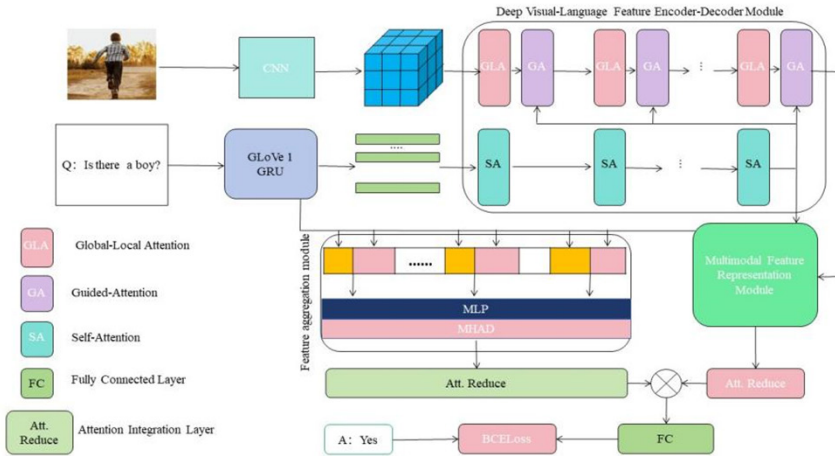 Deep Visual-Language Feature Encoder-Decoder Module
CNN
GLA
GA
GLA
GA
...
GLA
GA
Q: Is there a boy?
GLoVe 1
GRU
....
SA
SA
...
SA
GLA
Global-Local Attention
GA
Guided-Attention
SA
Self-Attention
FC
Fully Connected Layer
Att.
Reduce
Attention Integration Layer
Feature aggregation module
......
MLP
MHAD
Multimodal Feature
Representation
Module
Att. Reduce
Att. Reduce
A: Yes
BCELoss
FC